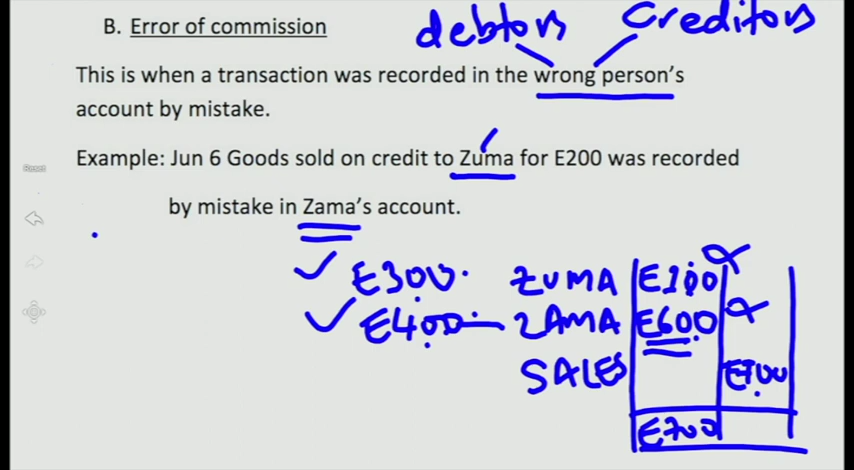 debtors Creditors
B. Error of commission
This is when a transaction was recorded in the wrong person's
account by mistake.
Example: Jun 6 Goods sold on credit to Zuma for E200 was recorded
Reset
by mistake in Zama's account.
E300. ZUMA E100
E400 ZAMA E600
SALES E700
E700